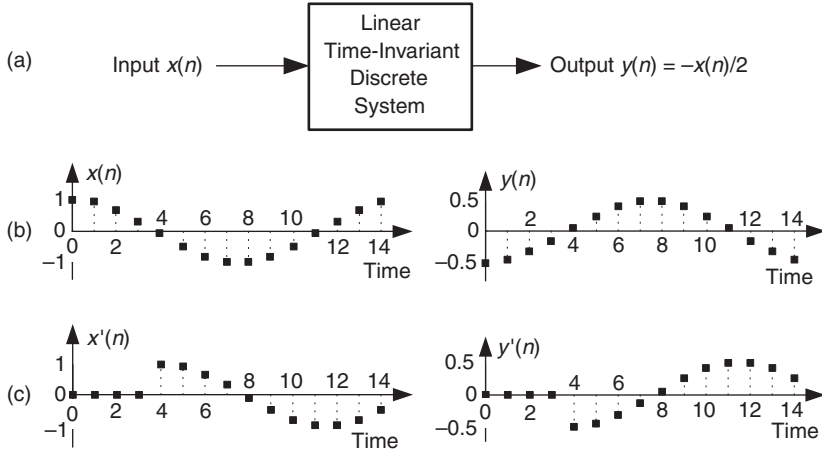 (a)
Input x(n)
Linear
Time-Invariant
Discrete
System
Output y(n) = –x(n)/2
(b)
x(n)
1
0
–1
4 6 8 10
0 2 12 14
Time
y(n)
0.5
0
–0.5
2 12 14
0 4 6 8 10
Time
(c)
x'(n)
1
0
–1
8 10 12 14
0 2 4 6
Time
y'(n)
0.5
0
–0.5
4 6
0 2 8 10 12 14
Time